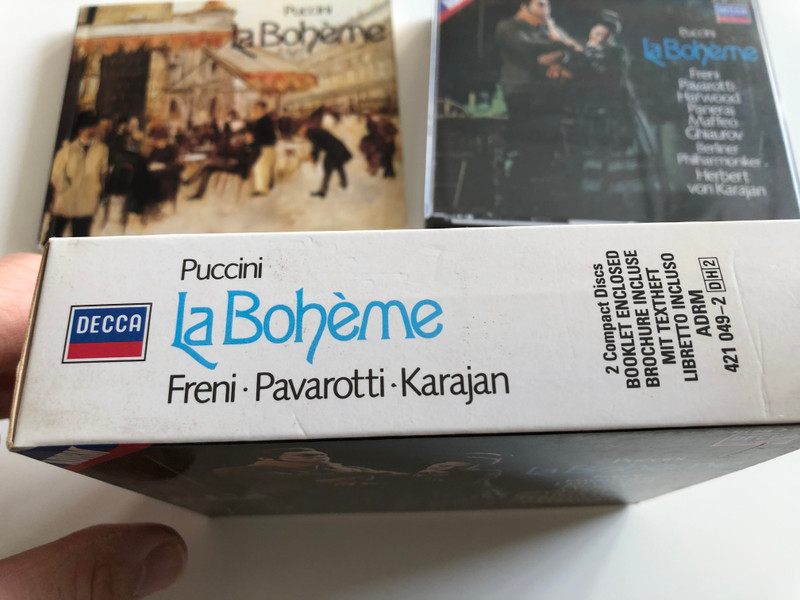 Puccini
La Bohème
DECCA
Puccini
La Bohème
Freni
Pavarotti
Harwood
Panerai
Maffeo
Ghiaurov
Berliner
Philharmoniker
Herbert
von Karajan
Puccini
DECCA
La Bohème
Freni · Pavarotti · Karajan
2 Compact Discs
BOOKLET ENCLOSED
BROCHURE INCLUSE
MIT TEXTHEFT
LIBRETTO INCLUSO
ADRM
421 049-2 DH2